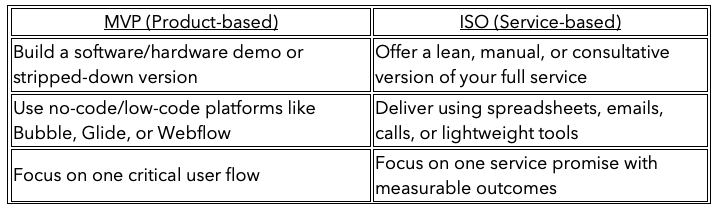 MVP (Product-based)
ISO (Service-based)
Build a software/hardware demo or
stripped-down version
Offer a lean, manual, or consultative
version of your full service
Use no-code/low-code platforms like
Bubble, Glide, or Webflow
Deliver using spreadsheets, emails,
calls, or lightweight tools
Focus on one critical user flow
Focus on one service promise with
measurable outcomes